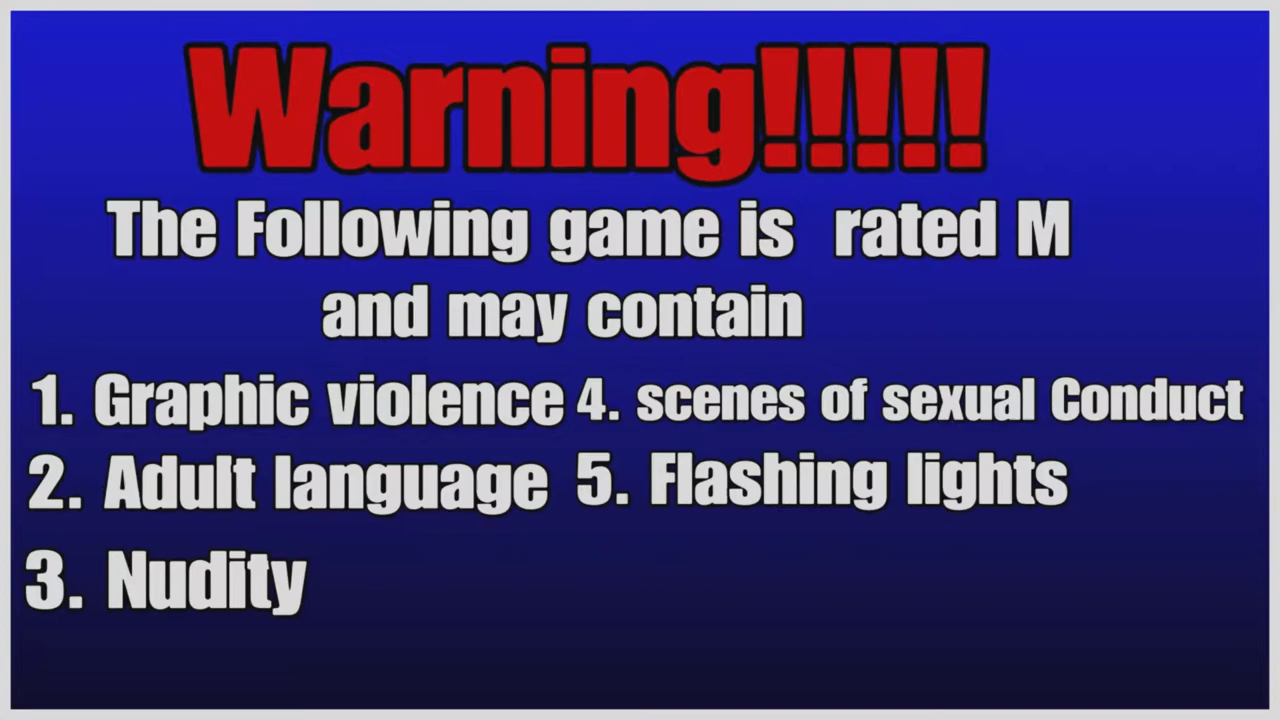 Warning!!!!!
The Following game is rated M
and may contain
1. Graphic violence
2. Adult language
3. Nudity
4. scenes of sexual Conduct
5. Flashing lights